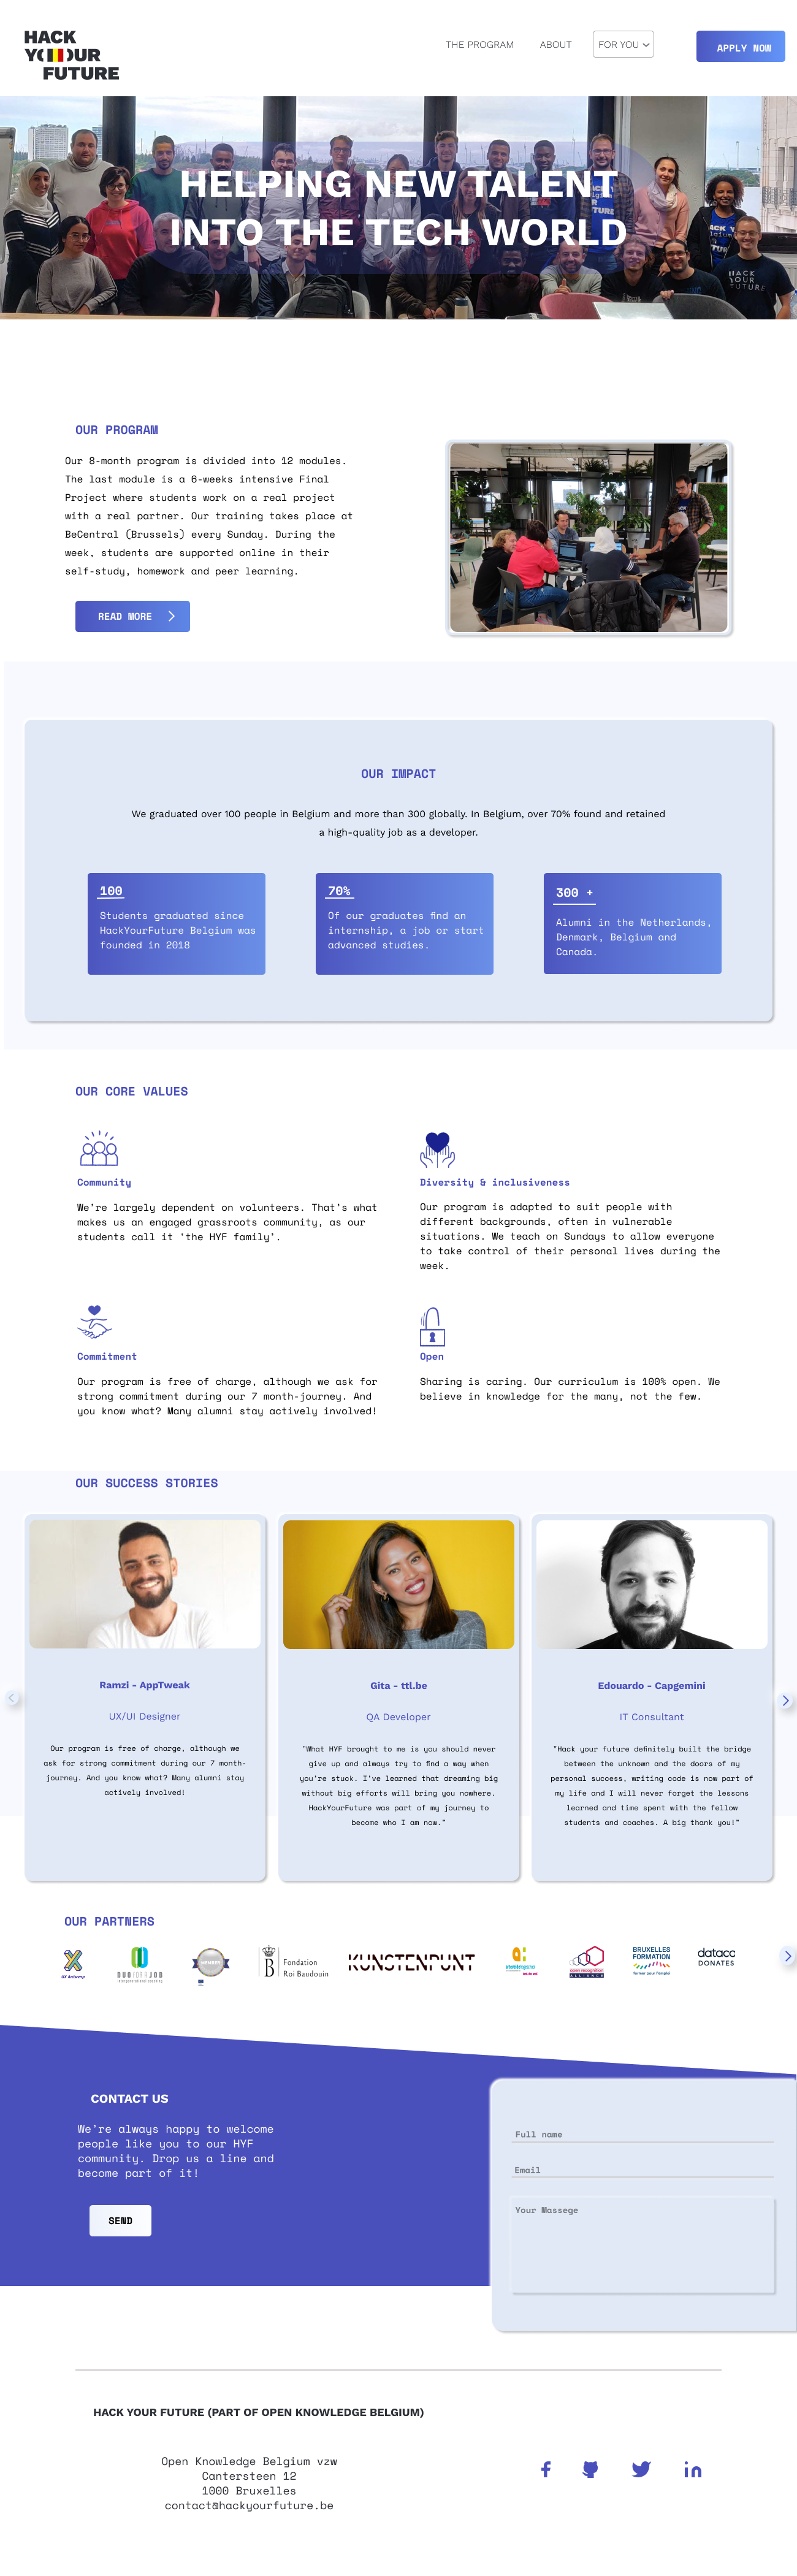 HACK
YOUR
FUTURE
THE PROGRAM
ABOUT
FOR YOU
APPLY NOW
HELPING NEW TALENT
INTO THE TECH WORLD
HACK
YOUR
FUTURE
OUR PROGRAM
Our 8-month program is divided into 12 modules.
The last module is a 6-weeks intensive Final
Project where students work on a real project
with a real partner. Our training takes place at
BeCentral (Brussels) every Sunday. During the
week, students are supported online in their
self-study, homework and peer learning.
READ MORE
OUR IMPACT
We graduated over 100 people in Belgium and more than 300 globally. In Belgium, over 70% found and retained
a high-quality job as a developer.
100
Students graduated since
HackYourFuture Belgium was
founded in 2018
70%
Of our graduates find an
internship, a job or start
advanced studies.
300 +
Alumni in the Netherlands,
Denmark, Belgium and
Canada.
OUR CORE VALUES
Community
We're largely dependent on volunteers. That's what
makes us an engaged grassroots community, as our
students call it 'the HYF family'.
Diversity & inclusiveness
Our program is adapted to suit people with
different backgrounds, often in vulnerable
situations. We teach on Sundays to allow everyone
to take control of their personal lives during the
week.
Commitment
Our program is free of charge, although we ask for
strong commitment during our 7 month-journey. And
you know what? Many alumni stay actively involved!
Open
Sharing is caring. Our curriculum is 100% open. We
believe in knowledge for the many, not the few.
OUR SUCCESS STORIES
Ramzi - AppTweak
UX/UI Designer
Our program is free of charge, although we
ask for strong commitment during our 7 month-
journey. And you know what? Many alumni stay
actively involved!
Gita - ttl.be
QA Developer
"What HYF brought to me is you should never
give up and always try to find a way when
you're stuck. I've learned that dreaming big
without big efforts will bring you nowhere.
HackYourFuture was part of my journey to
become who I am now."
Edouardo - Capgemini
IT Consultant
"Hack your future definitely built the bridge
between the unknown and the doors of my
personal success, writing code is now part of
my life and I will never forget the lessons
learned and time spent with the fellow
students and coaches. A big thank you!"
OUR PARTNERS
UX Antwerp
DUO FOR A JOB
MEMBER
Fondation
Roi Baudouin
KUNSTENPUNT
open recognition
ALLIANCE
BRUXELLES
FORMATION
former pour l'emploi
datacc
DONATES
CONTACT US
We're always happy to welcome
people like you to our HYF
community. Drop us a line and
become part of it!
SEND
Full name
Email
Your Massege
HACK YOUR FUTURE (PART OF OPEN KNOWLEDGE BELGIUM)
Open Knowledge Belgium vzw
Cantersteen 12
1000 Bruxelles
contact@hackyourfuture.be